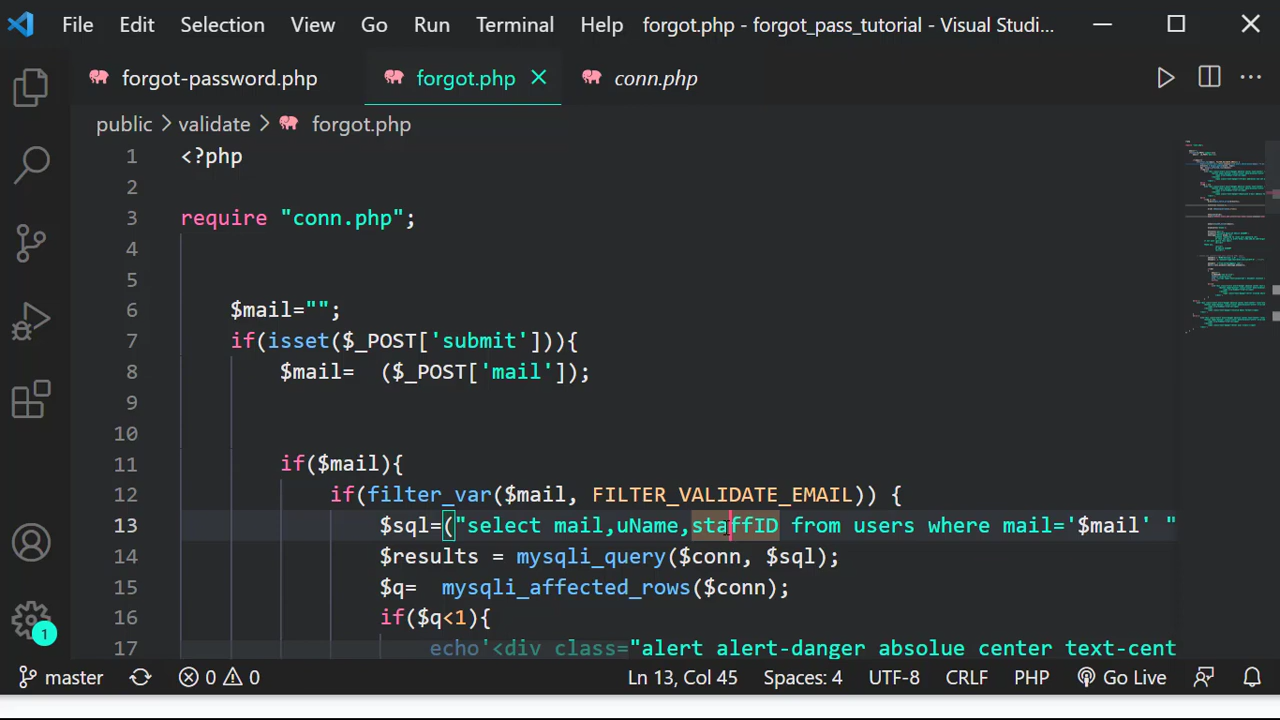 File Edit Selection View Go Run Terminal Help forgot.php - forgot_pass_tutorial - Visual Studi...
forgot-password.php forgot.php conn.php
public > validate > forgot.php
1 <?php
2
3 require "conn.php";
4
5
6 $mail="";
7 if(isset($_POST['submit'])){
8 $mail= ($_POST['mail']);
9
10
11 if($mail){
12 if(filter_var($mail, FILTER_VALIDATE_EMAIL)) {
13 $sql=("select mail,uName,staffID from users where mail='$mail' "
14 $results = mysqli_query($conn, $sql);
15 $q= mysqli_affected_rows($conn);
16 if($q<1){
17 echo'<div class="alert alert-danger absolue center text-cent
1
master 0 0 Ln 13, Col 45 Spaces: 4 UTF-8 CRLF PHP Go Live